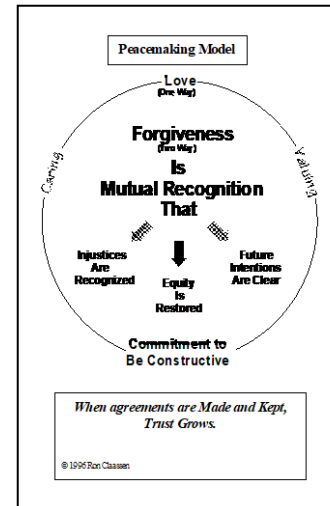 Peacemaking Model
Love
(One Way)
Caring
Valuing
Forgiveness
(Two Way)
Is
Mutual Recognition
That
Injustices
Are
Recognized
Equity
Is
Restored
Future
Intentions
Are Clear
Commitment to
Be Constructive
When agreements are Made and Kept,
Trust Grows.
© 1996 Ron Claassen